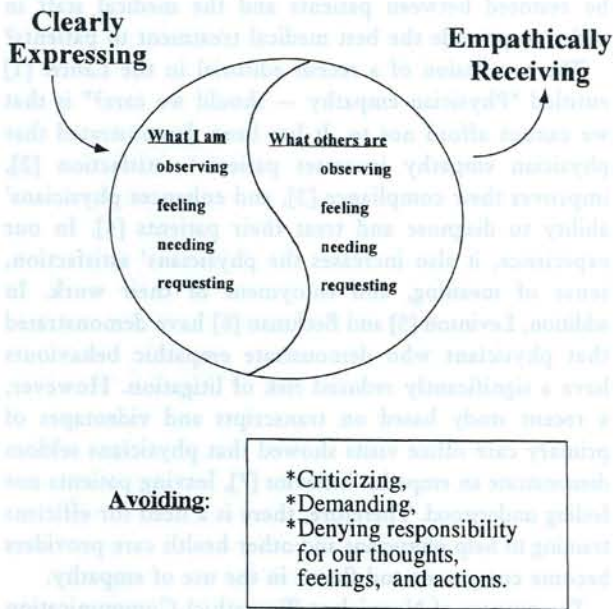 Clearly
Expressing
Empathically
Receiving
What I am
observing
feeling
needing
requesting
What others are
observing
feeling
needing
requesting
Avoiding:
*Criticizing,
*Demanding,
*Denying responsibility
for our thoughts,
feelings, and actions.